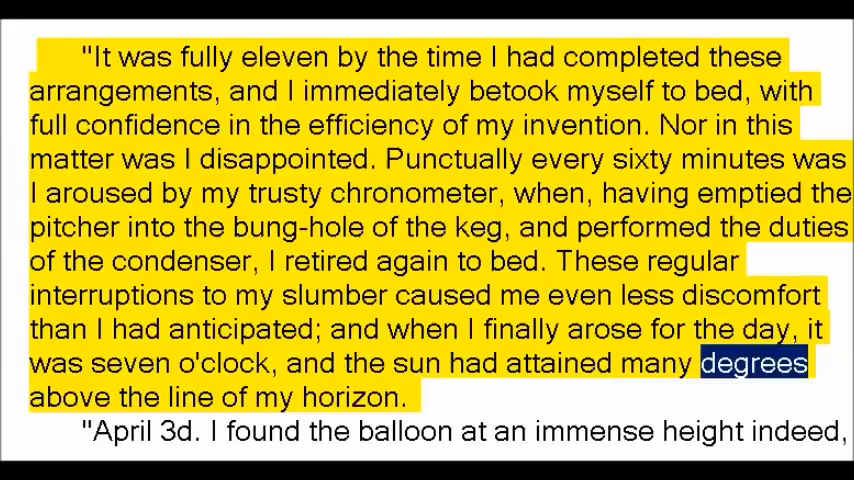 "It was fully eleven by the time I had completed these
arrangements, and I immediately betook myself to bed, with
full confidence in the efficiency of my invention. Nor in this
matter was I disappointed. Punctually every sixty minutes was
I aroused by my trusty chronometer, when, having emptied the
pitcher into the bung-hole of the keg, and performed the duties
of the condenser, I retired again to bed. These regular
interruptions to my slumber caused me even less discomfort
than I had anticipated; and when I finally arose for the day, it
was seven o'clock, and the sun had attained many degrees
above the line of my horizon.
"April 3d. I found the balloon at an immense height indeed,